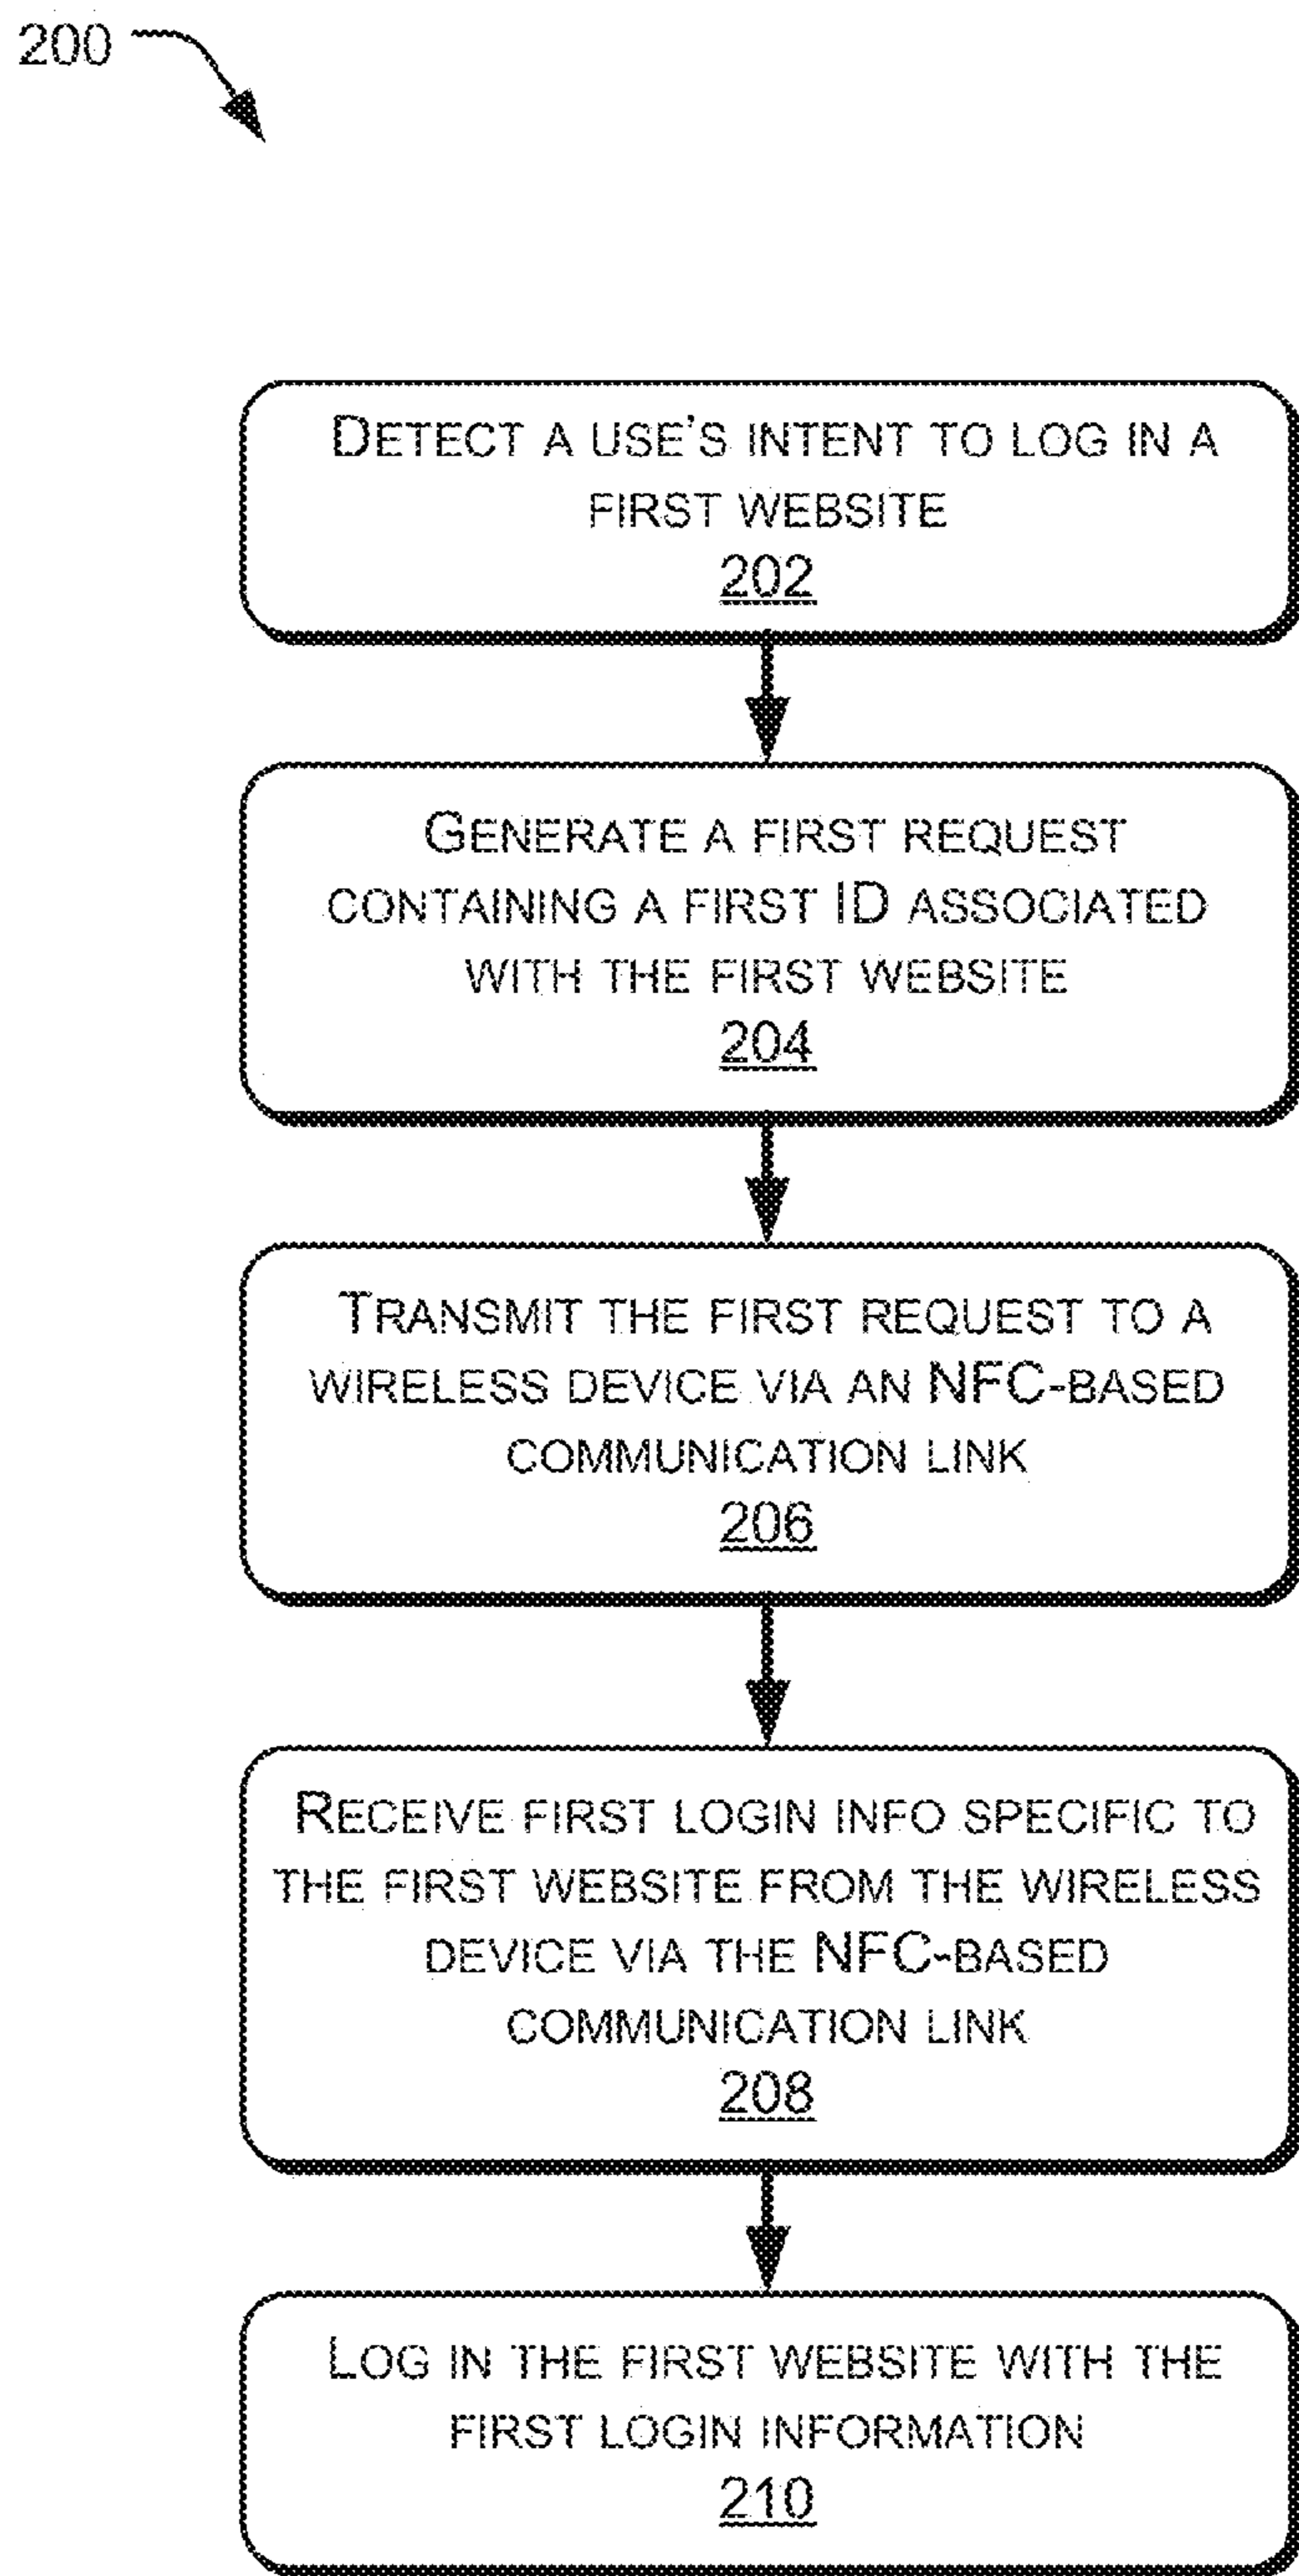 200
DETECT A USE'S INTENT TO LOG IN A
FIRST WEBSITE
202
GENERATE A FIRST REQUEST
CONTAINING A FIRST ID ASSOCIATED
WITH THE FIRST WEBSITE
204
TRANSMIT THE FIRST REQUEST TO A
WIRELESS DEVICE VIA AN NFC-BASED
COMMUNICATION LINK
206
RECEIVE FIRST LOGIN INFO SPECIFIC TO
THE FIRST WEBSITE FROM THE WIRELESS
DEVICE VIA THE NFC-BASED
COMMUNICATION LINK
208
LOG IN THE FIRST WEBSITE WITH THE
FIRST LOGIN INFORMATION
210